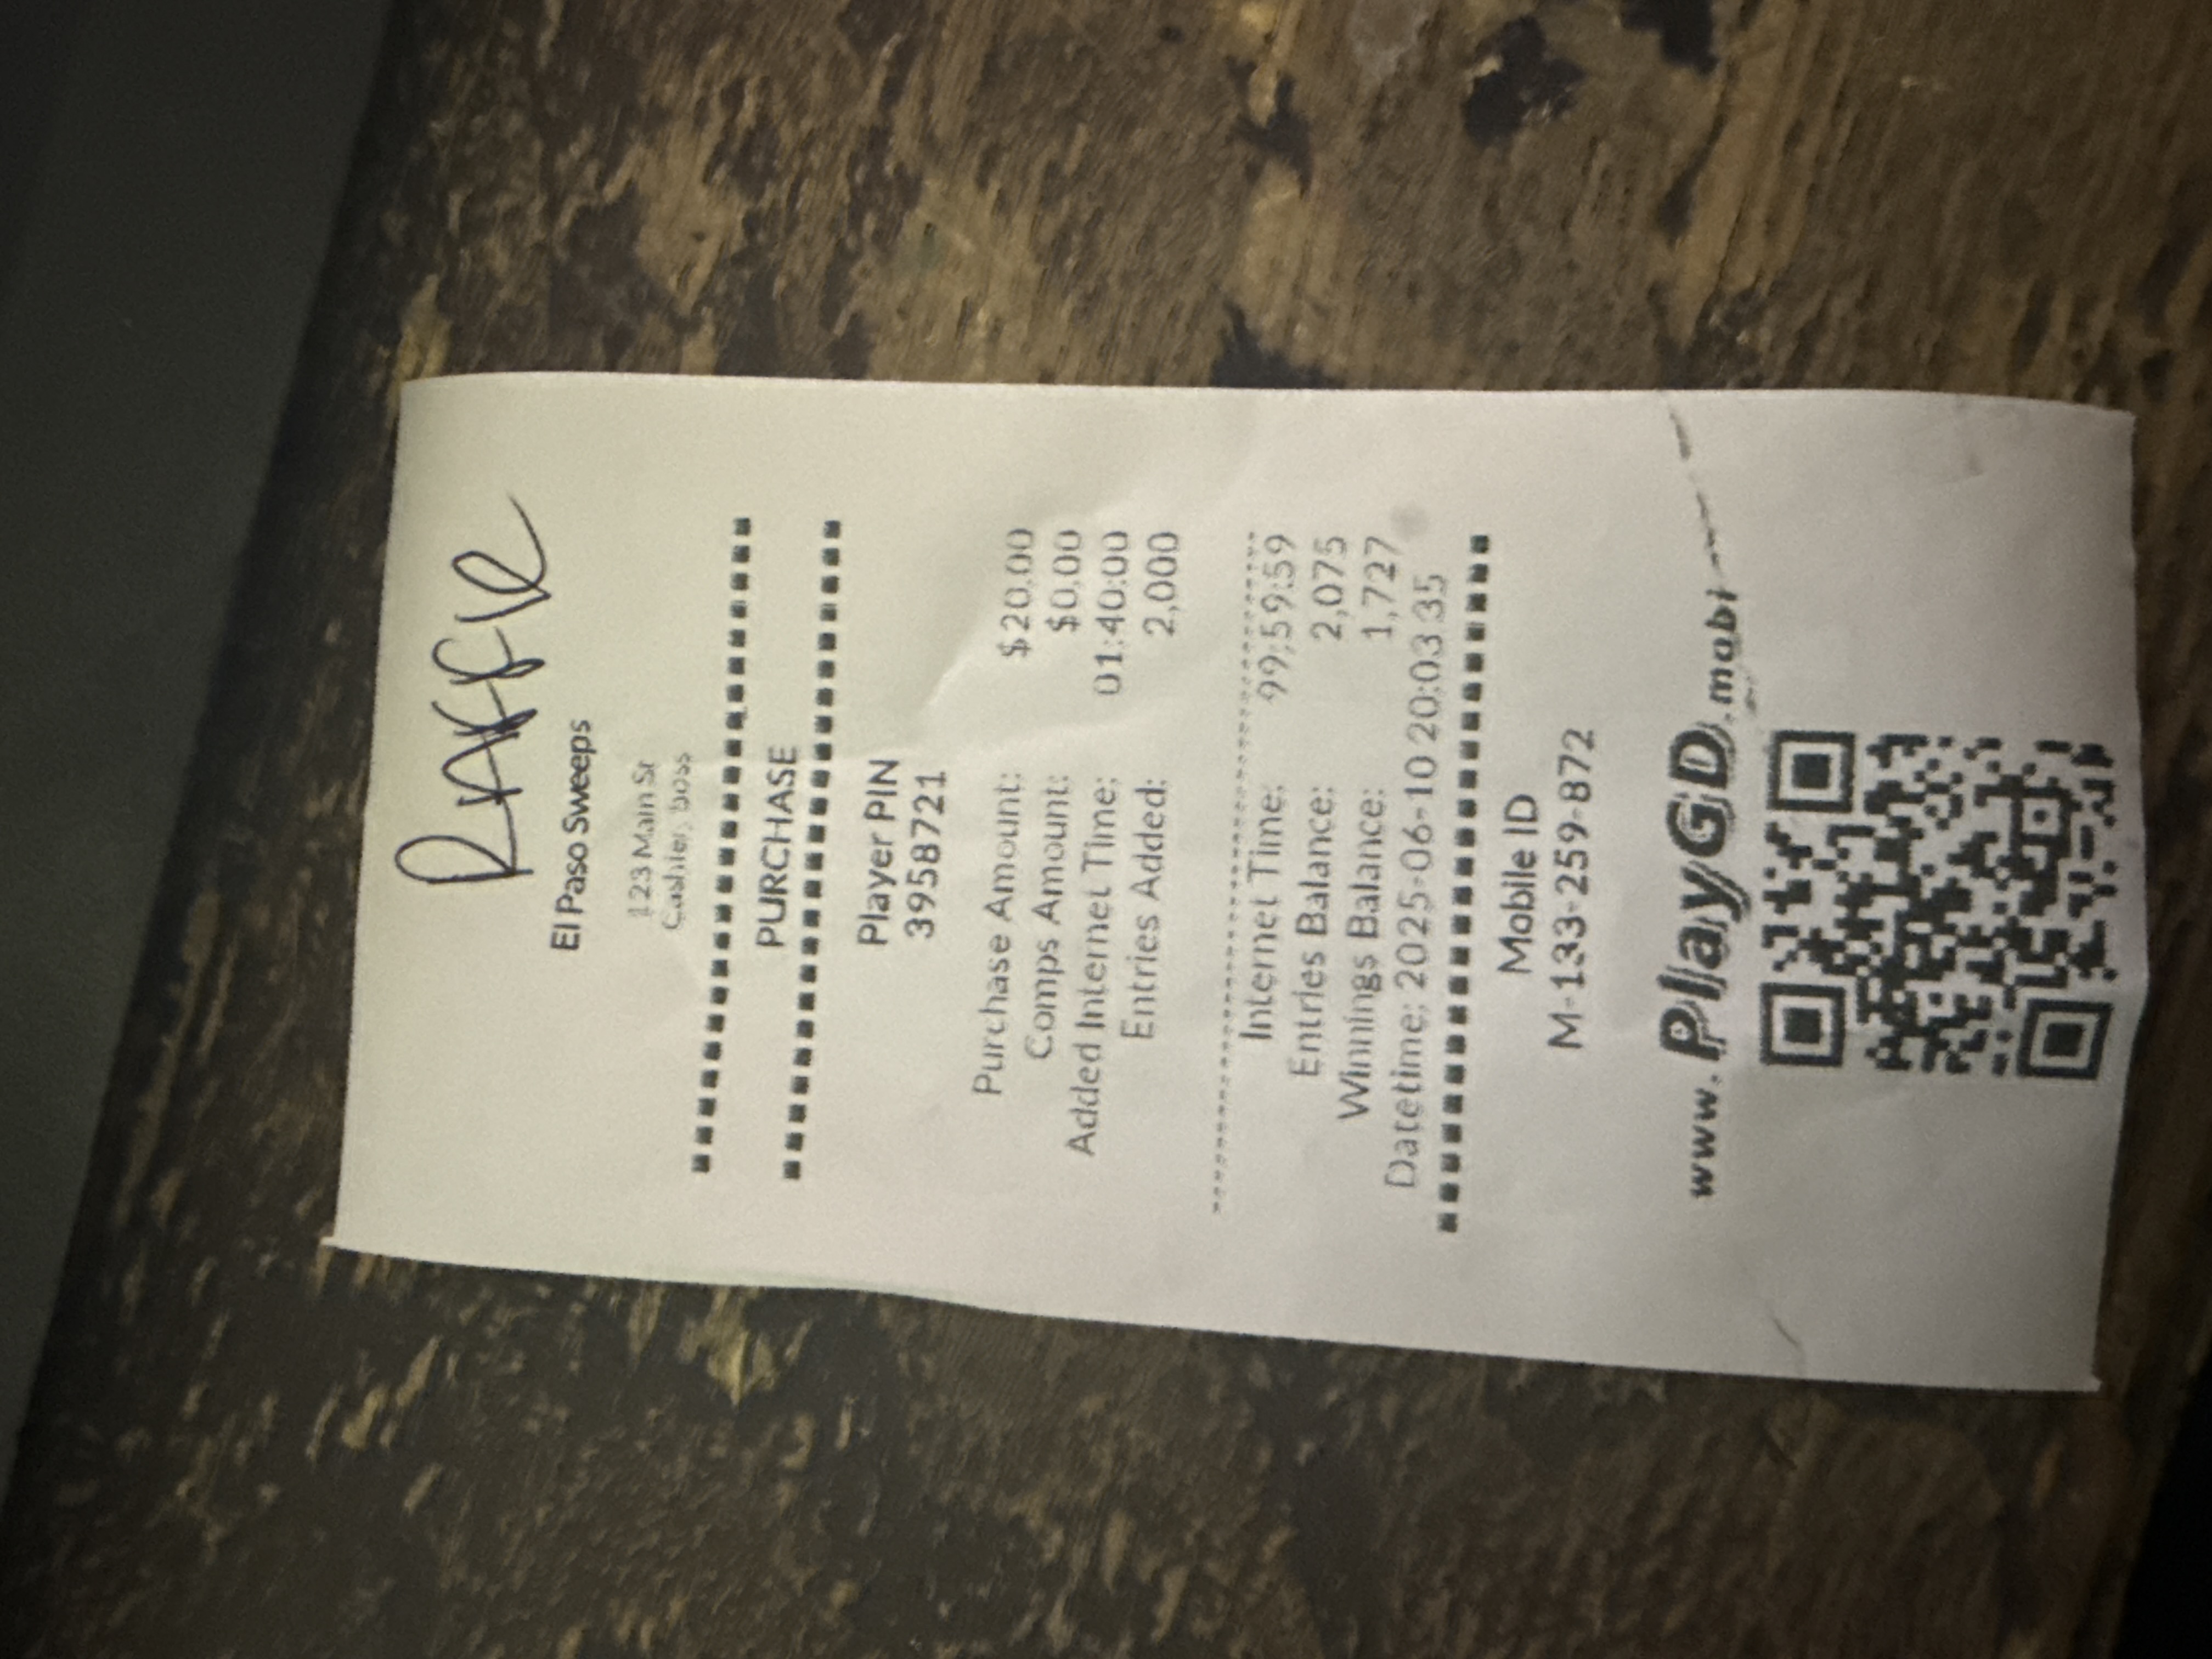 Raffle
El Paso Sweeps
123 Main St
Cashier: boss
PURCHASE
Player PIN
3958721
Purchase Amount: $20.00
Comps Amount: $0.00
Added Internet Time: 01:40:00
Entries Added: 2,000
Internet Time: 99:59:59
Entries Balance: 2,075
Winnings Balance: 1,727
Datetime: 2025-06-10 20:03:35
Mobile ID
M-133-259-872
www.PlayGD.mobi